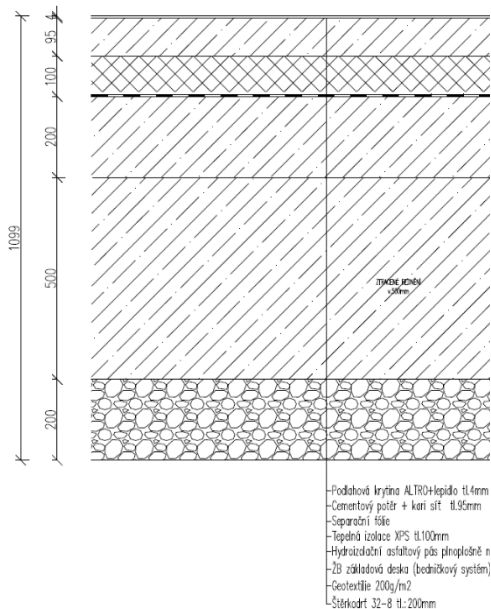 4
95
100
200
1099
500
ZTRACENÉ BEDNĚNÍ
v.500mm
200
Podlahová krytina ALTRO+lepidlo tl.4mm
Cementový potěr + kari síť tl.95mm
Separační fólie
Tepelná izolace XPS tl.100mm
Hydroizolační asfaltový pás plnoplošně n
ŽB základová deska (bedničkový systém)
Geotextilie 200g/m2
Štěrkodrť 32-8 tl.: 200mm